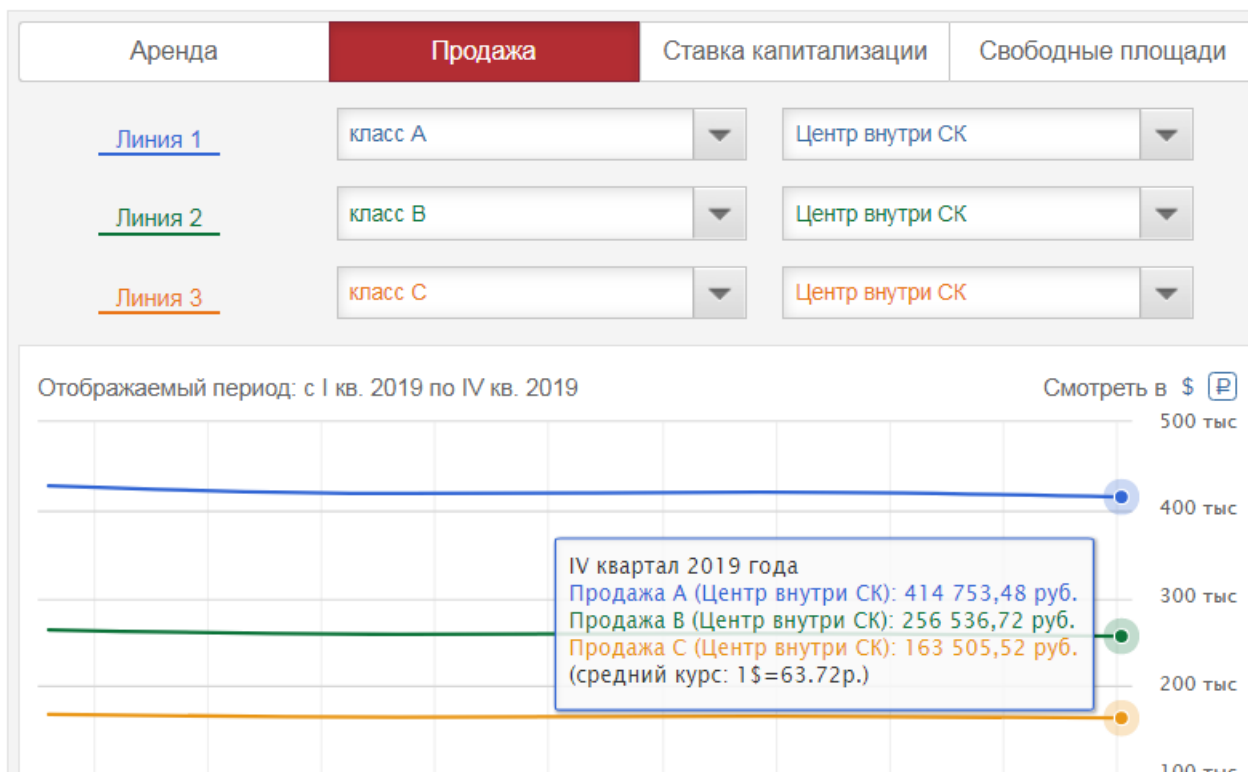 Аренда Продажа Ставка капитализации Свободные площади
Линия 1 класс A Центр внутри СК
Линия 2 класс B Центр внутри СК
Линия 3 класс C Центр внутри СК
Отображаемый период: с I кв. 2019 по IV кв. 2019 Смотреть в $ ₽
500 тыс
400 тыс
IV квартал 2019 года
Продажа A (Центр внутри СК): 414 753,48 руб.
300 тыс
Продажа B (Центр внутри СК): 256 536,72 руб.
Продажа C (Центр внутри СК): 163 505,52 руб.
(средний курс: 1$=63.72р.)
200 тыс
100 тыс